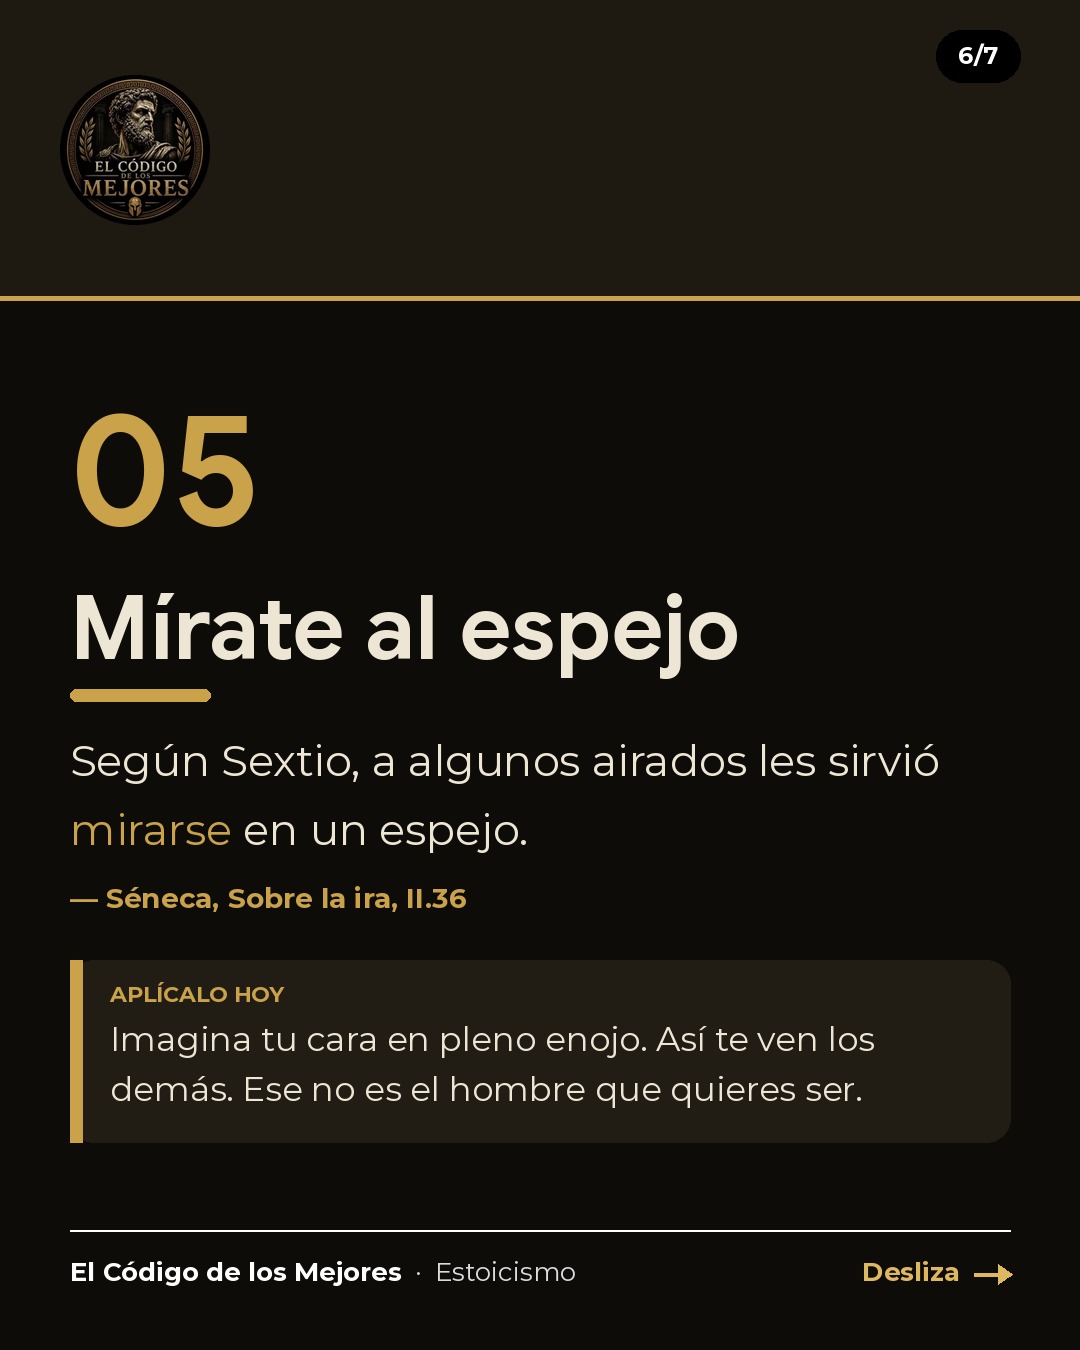 6/7
EL CÓDIGO
DE LOS
MEJORES
05
Mírate al espejo
Según Sextio, a algunos airados les sirvió
mirarse en un espejo.
— Séneca, Sobre la ira, II.36
APLÍCALO HOY
Imagina tu cara en pleno enojo. Así te ven los
demás. Ese no es el hombre que quieres ser.
El Código de los Mejores · Estoicismo
Desliza